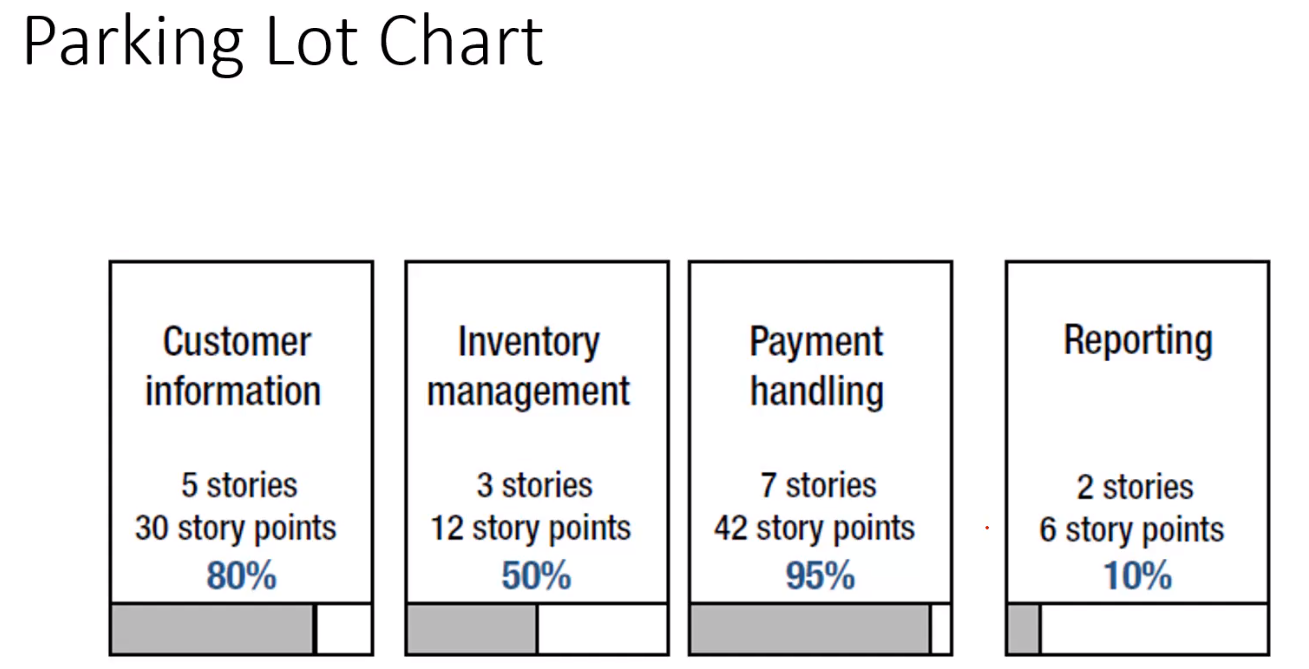 Parking Lot Chart
Customer
information
5 stories
30 story points
80%
Inventory
management
3 stories
12 story points
50%
Payment
handling
7 stories
42 story points
95%
Reporting
2 stories
6 story points
10%